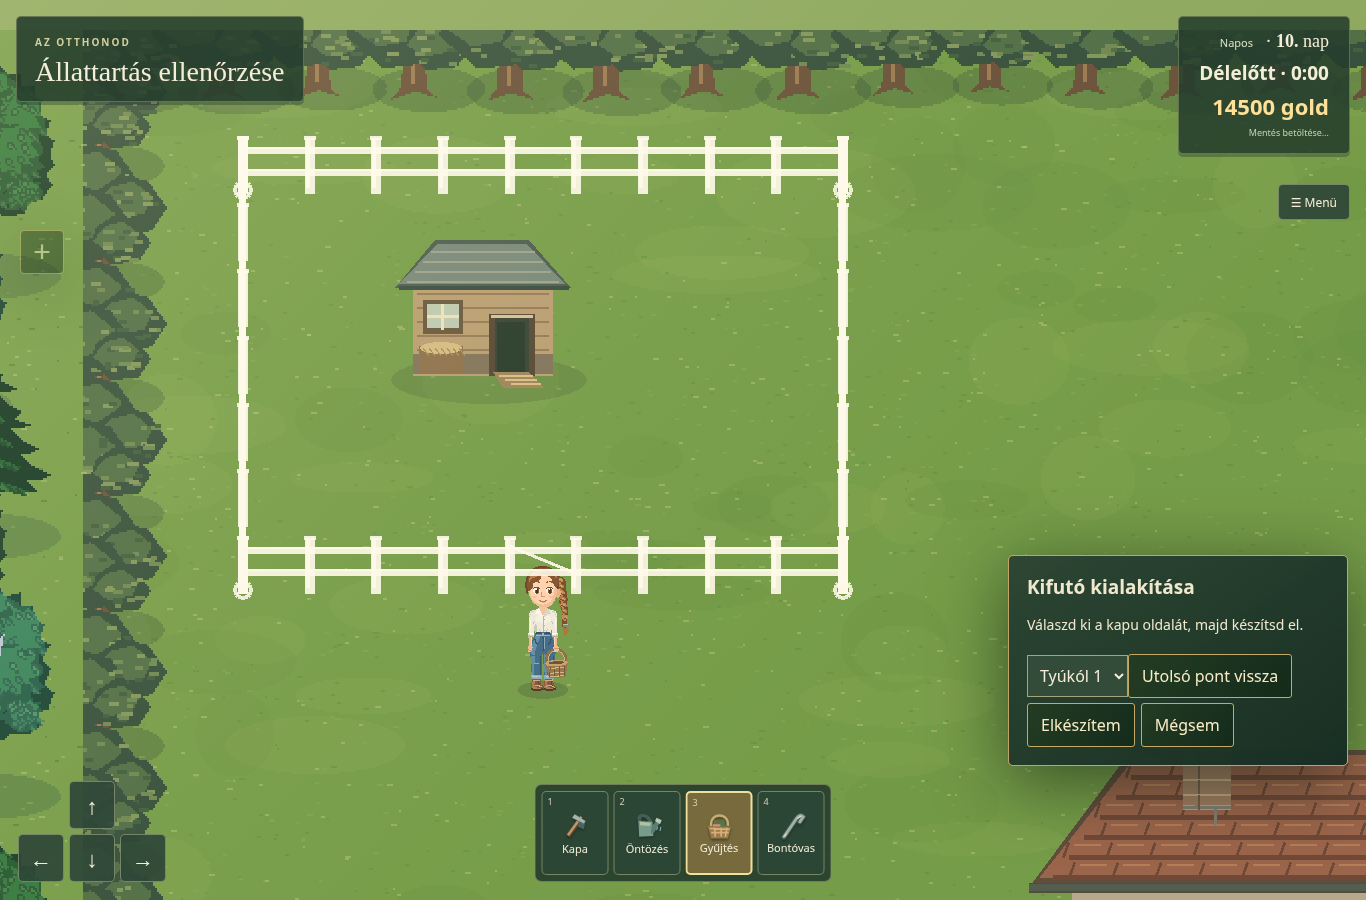 AZ OTTHONOD
Állattartás ellenőrzése
Napos · 10. nap
Délelőtt · 0:00
14500 gold
Mentés betöltése…
☰ Menü
+
Kifutó kialakítása
Válaszd ki a kapu oldalát, majd készítsd el.
Tyúkól 1
Utolsó pont vissza
Elkészítem
Mégsem
↑
← ↓ →
1 Kapa
2 Öntözés
3 Gyűjtés
4 Bontóvas